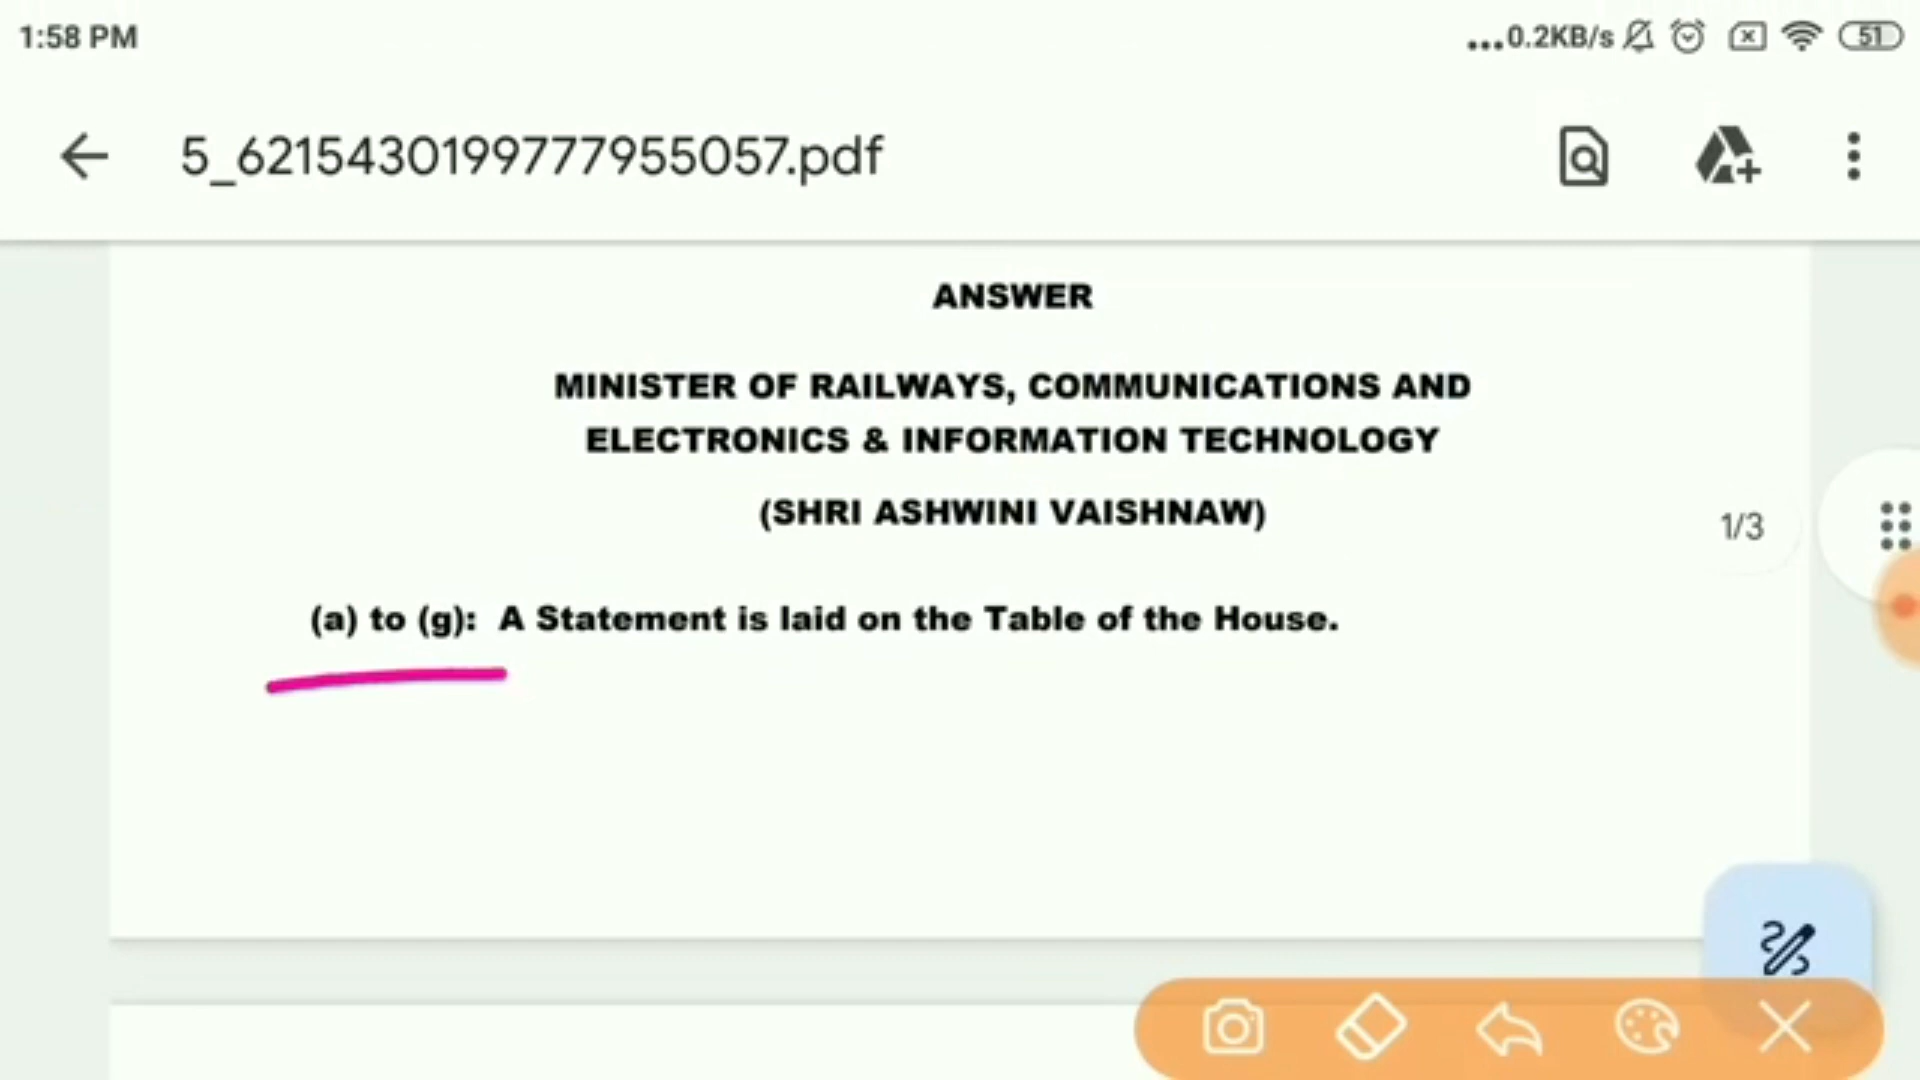 1:58 PM
...0.2KB/s
51
5_6215430199777955057.pdf
ANSWER
MINISTER OF RAILWAYS, COMMUNICATIONS AND
ELECTRONICS & INFORMATION TECHNOLOGY
(SHRI ASHWINI VAISHNAW)
1/3
(a) to (g): A Statement is laid on the Table of the House.